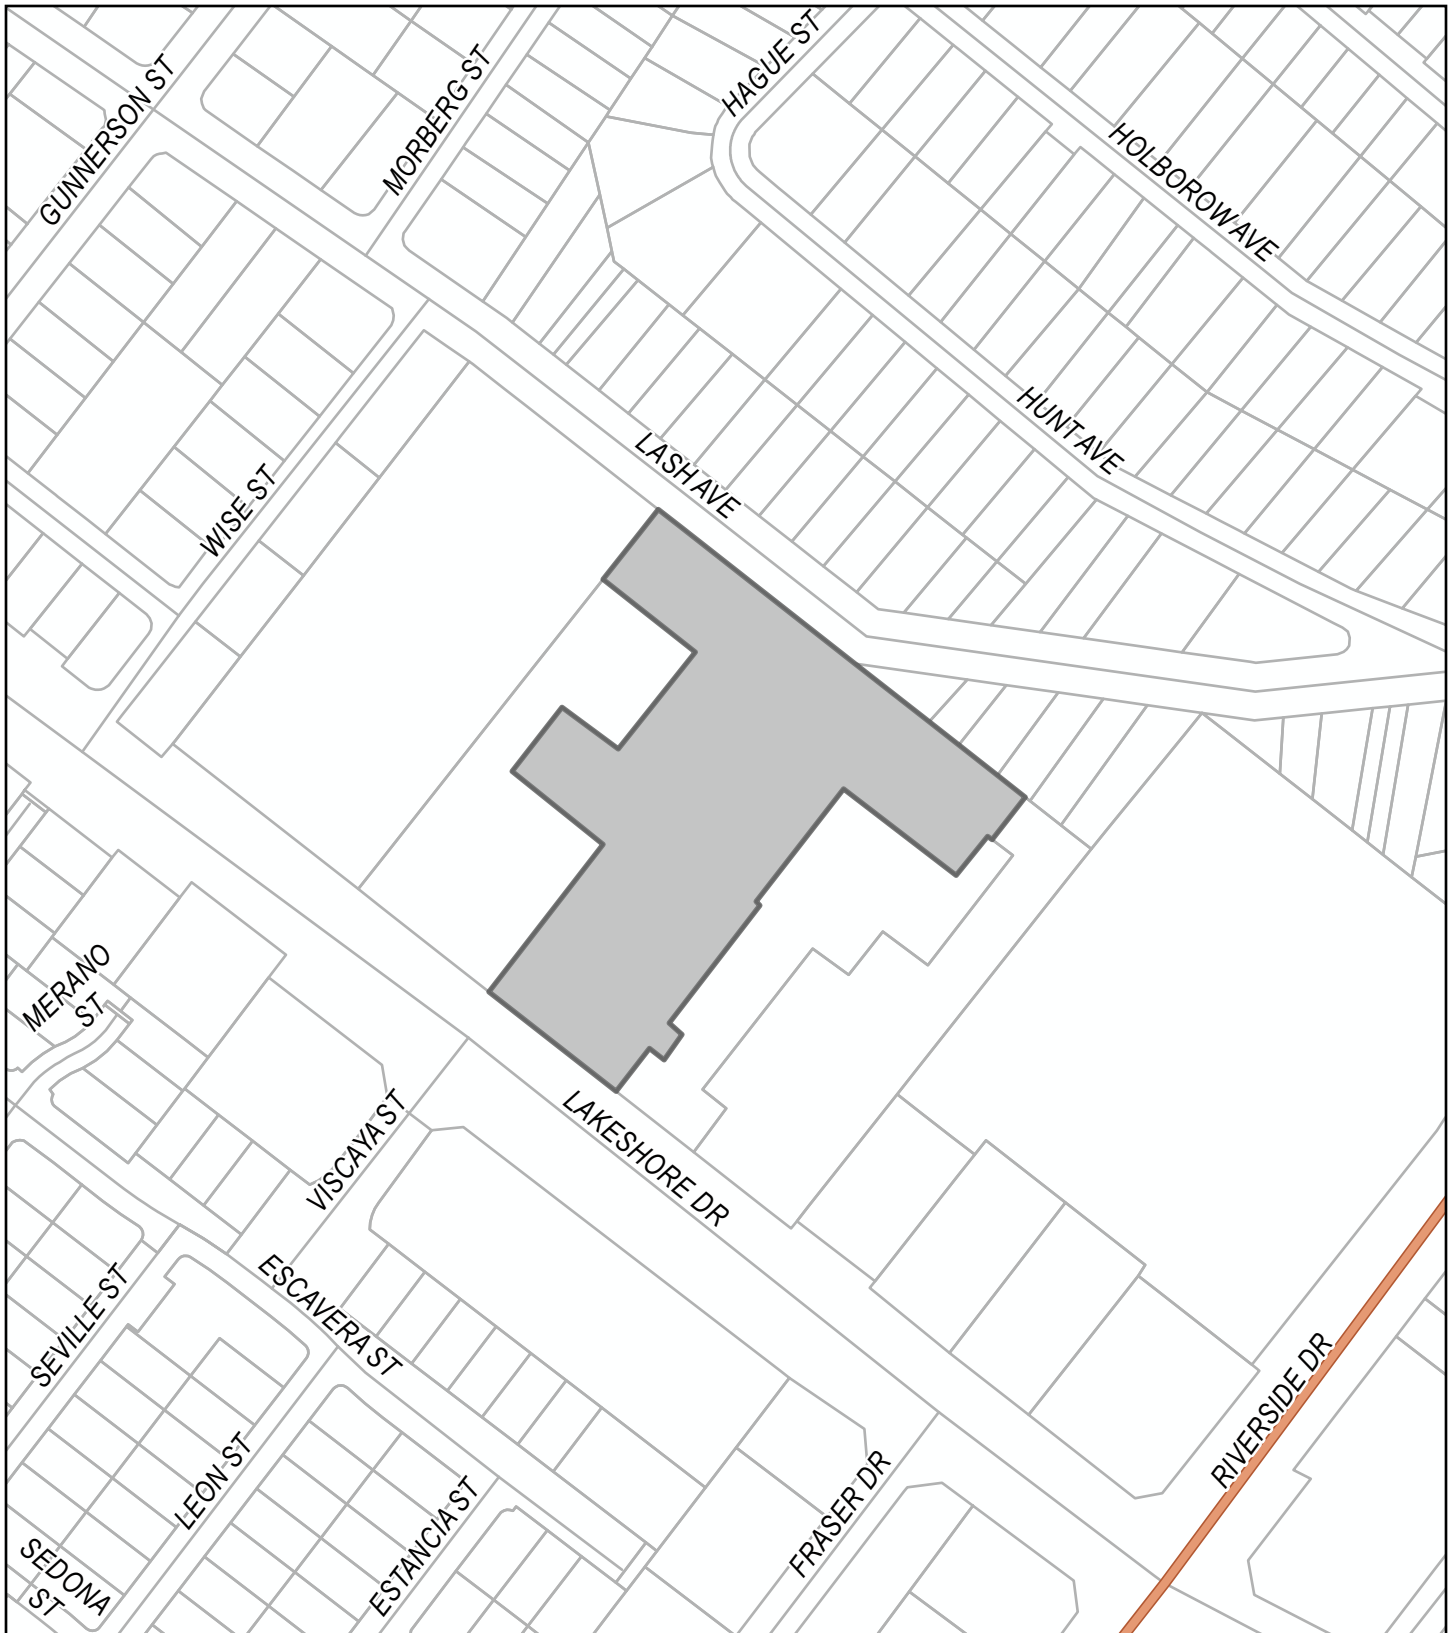 GUNNERSON ST
MORBERG ST
HAGUE ST
HOLBOROW AVE
HUNT AVE
LASH AVE
WISE ST
MERANO
ST
VISCAYA ST
LAKESHORE DR
ESCAVERA ST
SEVILLE ST
LEON ST
ESTANCIA ST
FRASER DR
RIVERSIDE DR
SEDONA
ST